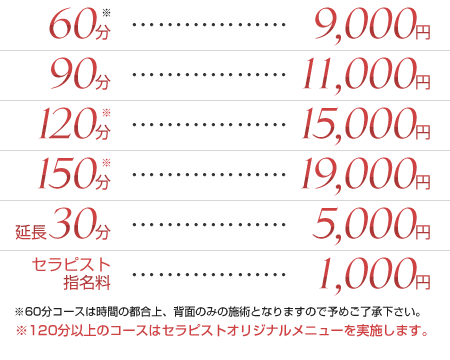 60分※ ・・・・・・・・・・・・・・・・ 9,000円
90分 ・・・・・・・・・・・・・・・・ 11,000円
120分※ ・・・・・・・・・・・・・・・・ 15,000円
150分※ ・・・・・・・・・・・・・・・・ 19,000円
延長30分 ・・・・・・・・・・・・・・・・ 5,000円
セラピスト
指名料 ・・・・・・・・・・・・・・・・ 1,000円
※60分コースは時間の都合上、背面のみの施術となりますので予めご了承下さい。
※120分以上のコースはセラピストオリジナルメニューを実施します。